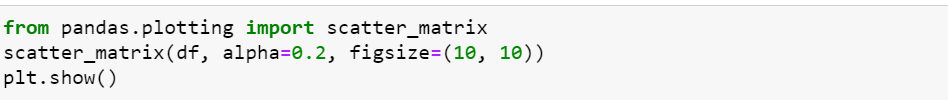 from pandas.plotting import scatter_matrix
scatter_matrix(df, alpha=0.2, figsize=(10, 10))
plt.show()